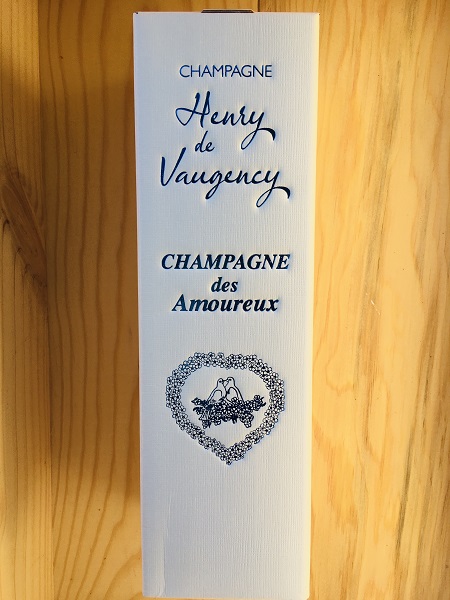 CHAMPAGNE
Henry
de
Vaugency
CHAMPAGNE
des
Amoureux